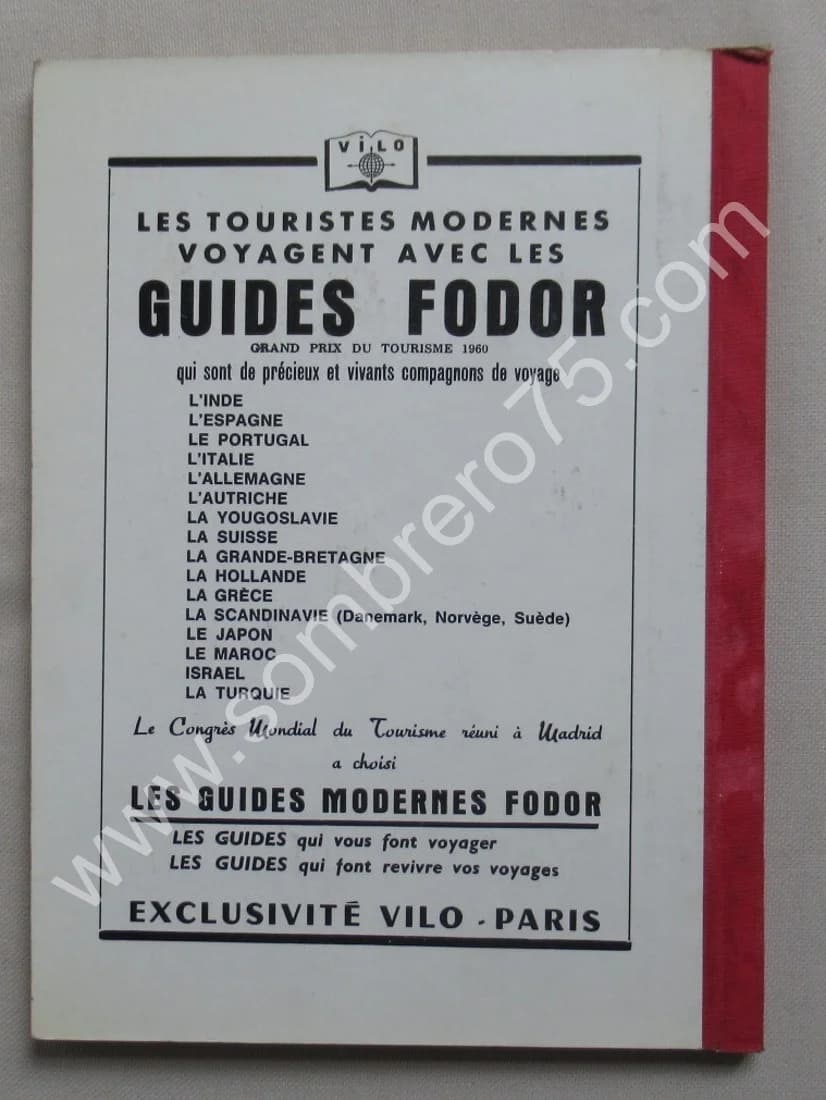 ViLO
LES TOURISTES MODERNES
VOYAGENT AVEC LES
GUIDES FODOR
GRAND PRIX DU TOURISME 1960
qui sont de précieux et vivants compagnons de voyage
L'INDE
L'ESPAGNE
LE PORTUGAL
L'ITALIE
L'ALLEMAGNE
L'AUTRICHE
LA YOUGOSLAVIE
LA SUISSE
LA GRANDE-BRETAGNE
LA HOLLANDE
LA GRÈCE
LA SCANDINAVIE (Danemark, Norvège, Suède)
LE JAPON
LE MAROC
ISRAEL
LA TURQUIE
Le Congrès Mondial du Tourisme réuni à Madrid
a choisi
LES GUIDES MODERNES FODOR
LES GUIDES qui vous font voyager
LES GUIDES qui font revivre vos voyages
EXCLUSIVITÉ VILO - PARIS
www.sombrero75.com